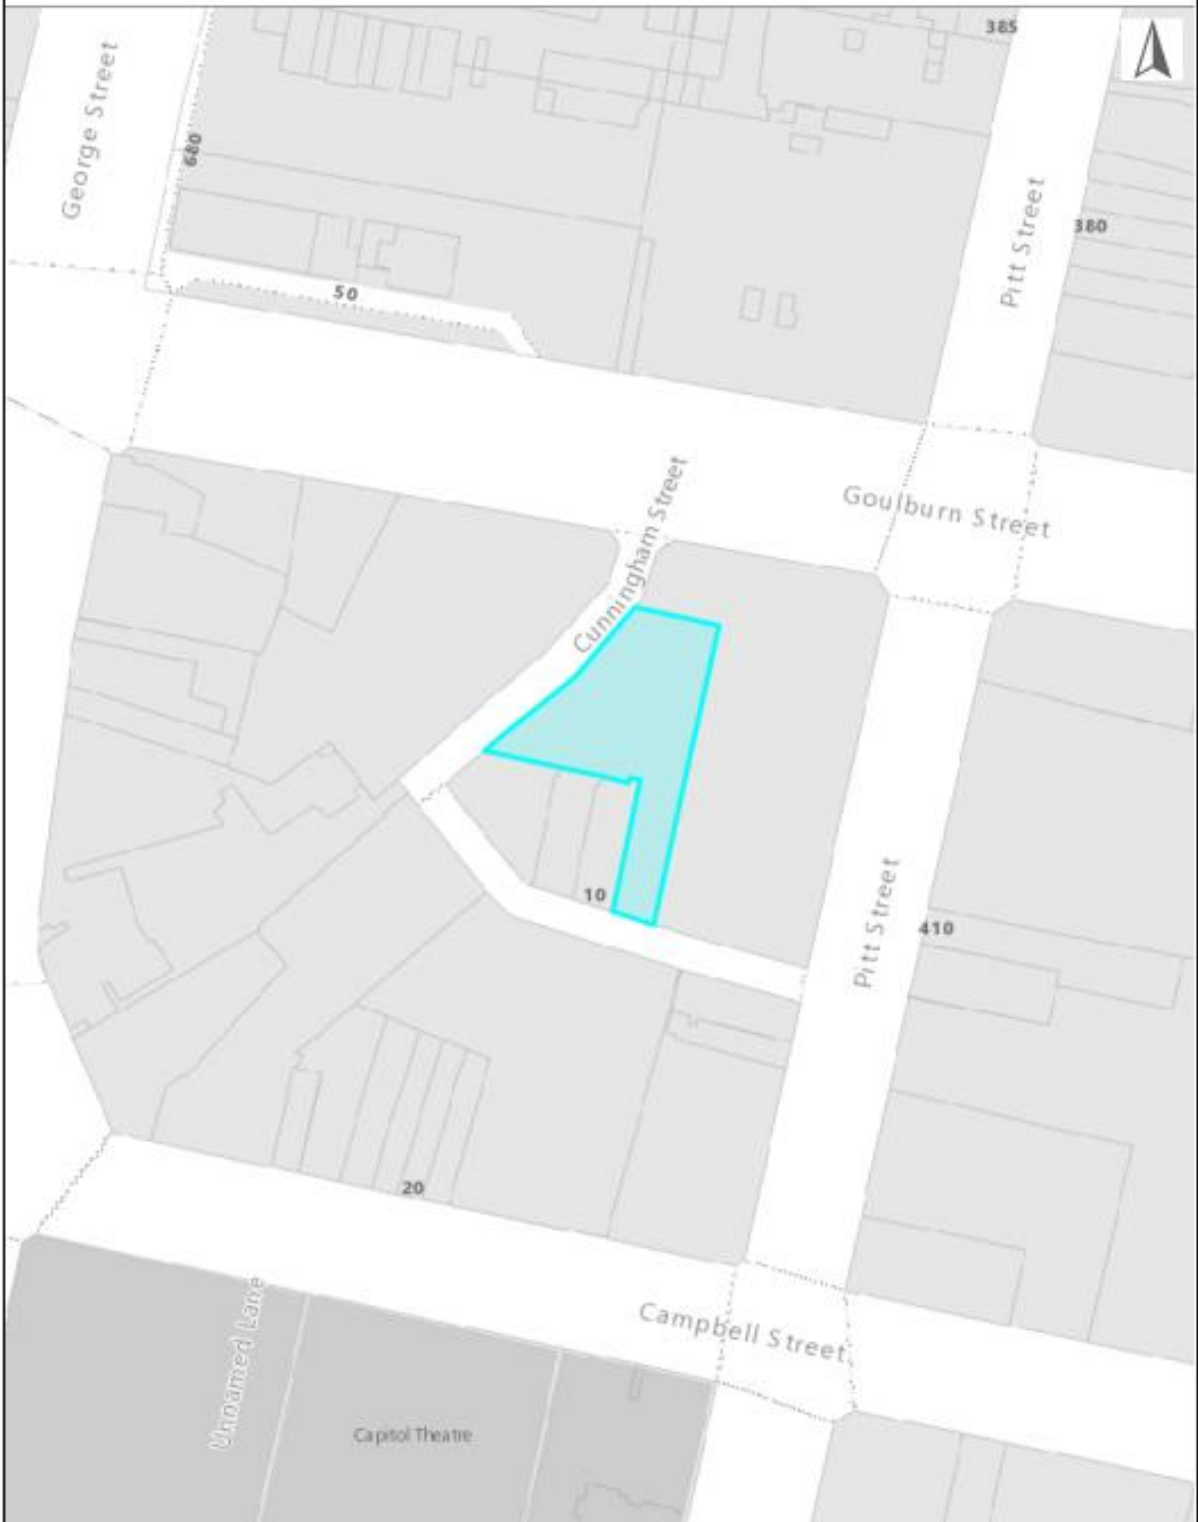 385
George Street
680
Pitt Street
380
50
Cunningham Street
Goulburn Street
10
Pitt Street
410
20
Unnamed Lane
Campbell Street
Capitol Theatre